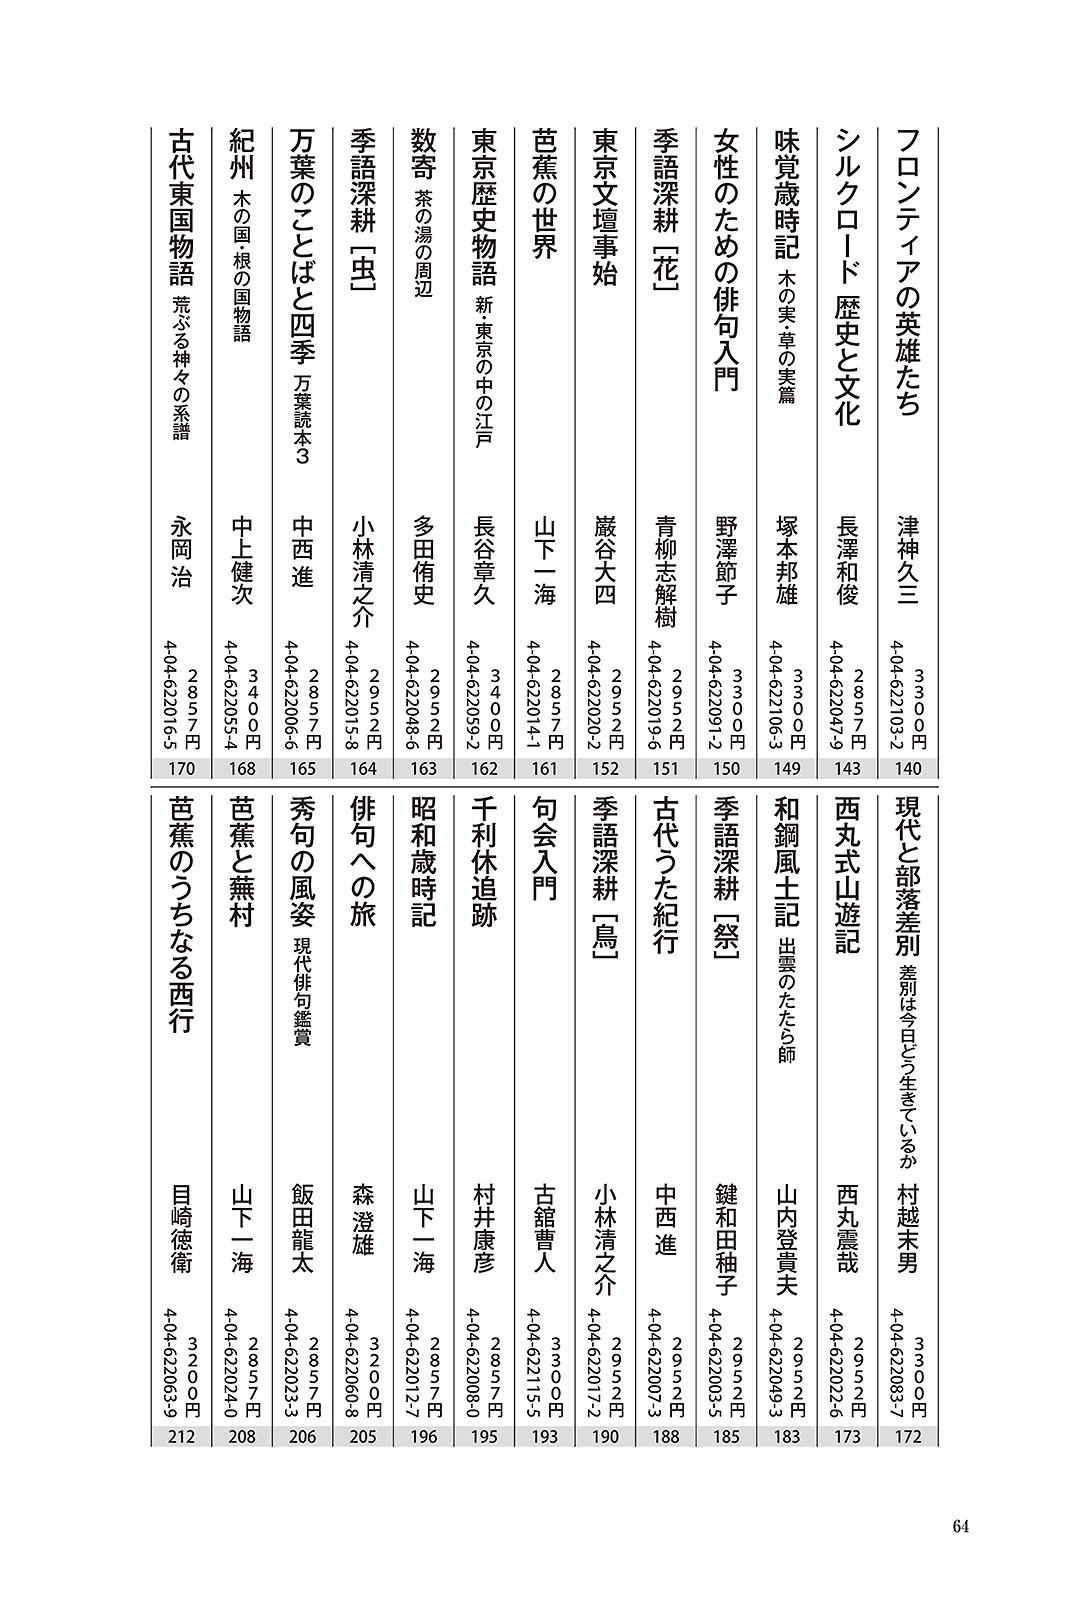 フロンティアの英雄たち 津神久三 3300円 4-04-622103-2 140
シルクロード 歴史と文化 長澤和俊 2857円 4-04-622047-9 143
味覚歳時記 木の実・草の実篇 塚本邦雄 3300円 4-04-622106-3 149
女性のための俳句入門 野澤節子 3300円 4-04-622091-2 150
季語深耕［花］ 青柳志解樹 2952円 4-04-622019-6 151
東京文壇事始 巌谷大四 2952円 4-04-622020-2 152
芭蕉の世界 山下一海 2857円 4-04-622014-1 161
東京歴史物語 新・東京の中の江戸 長谷章久 3400円 4-04-622059-2 162
数寄 茶の湯の周辺 多田侑史 2952円 4-04-622048-6 163
季語深耕［虫］ 小林清之介 2952円 4-04-622015-8 164
万葉のことばと四季 万葉読本3 中西 進 2857円 4-04-622006-6 165
紀州 木の国・根の国物語 中上健次 3400円 4-04-622055-4 168
古代東国物語 荒ぶる神々の系譜 永岡 治 2857円 4-04-622016-5 170
現代と部落差別 差別は今日どう生きているか 村越末男 3300円 4-04-622083-7 172
西丸式山遊記 西丸震哉 2952円 4-04-622022-6 173
和鋼風土記 出雲のたたら師 山内登貴夫 2952円 4-04-622049-3 183
季語深耕［祭］ 鍵和田秞子 2952円 4-04-622003-5 185
古代うた紀行 中西 進 2952円 4-04-622007-3 188
季語深耕［鳥］ 小林清之介 2952円 4-04-622017-2 190
句会入門 古舘曹人 3300円 4-04-622115-5 193
千利休追跡 村井康彦 2857円 4-04-622008-0 195
昭和歳時記 山下一海 2857円 4-04-622012-7 196
俳句への旅 森 澄雄 3200円 4-04-622060-8 205
秀句の風姿 現代俳句鑑賞 飯田龍太 2857円 4-04-622023-3 206
芭蕉と蕪村 山下一海 2857円 4-04-622024-0 208
芭蕉のうちなる西行 目崎徳衛 3200円 4-04-622063-9 212
64